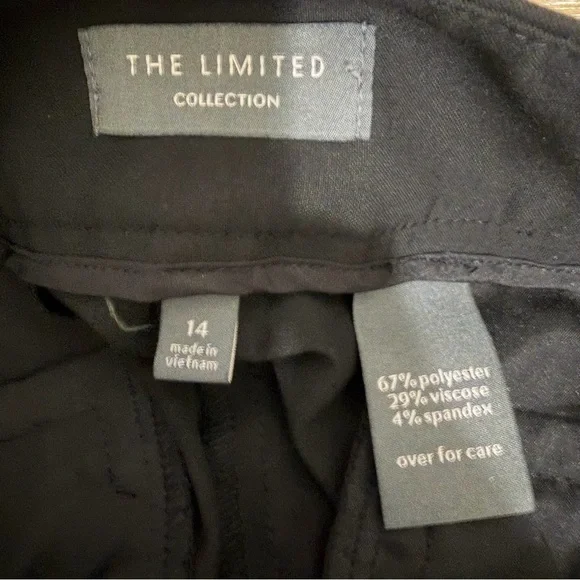 THE LIMITED
COLLECTION
14
made in
vietnam
67% polyester
29% viscose
4% spandex
over for care